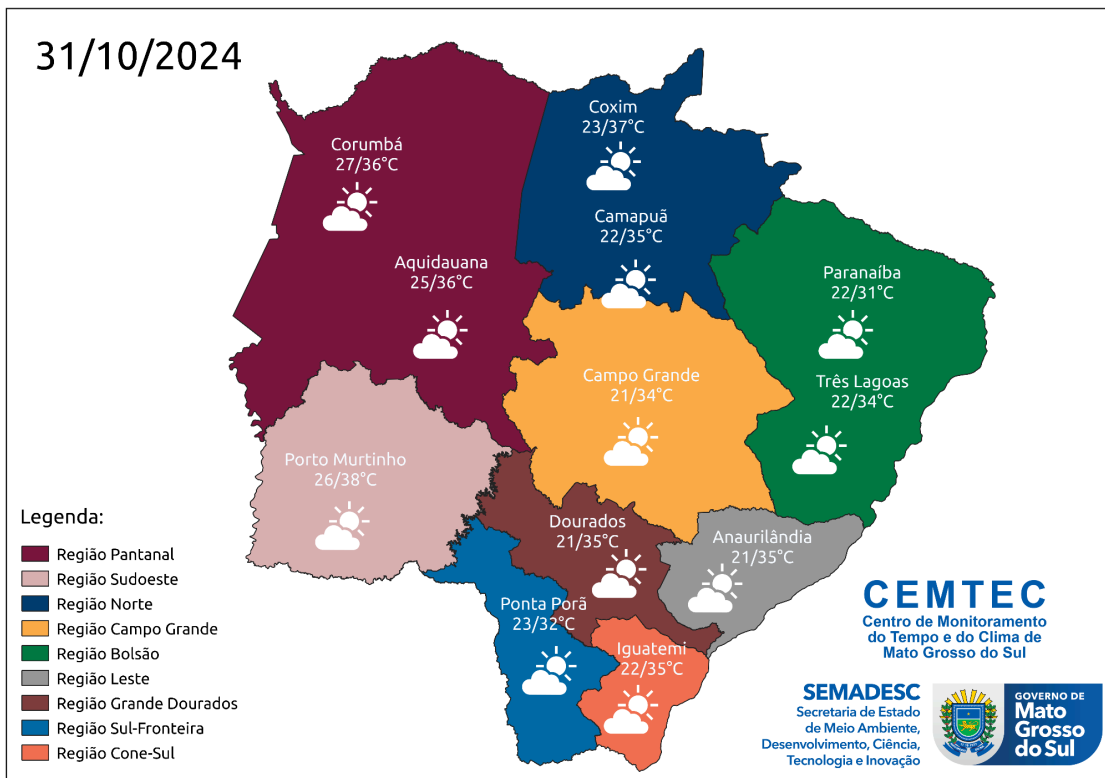 31/10/2024
Coxim
23/37°C
Corumbá
27/36°C
Camapuã
22/35°C
Aquidauana
25/36°C
Paranaíba
22/31°C
Campo Grande
21/34°C
Três Lagoas
22/34°C
Porto Murtinho
26/38°C
Dourados
21/35°C
Anaurilândia
21/35°C
Ponta Porã
23/32°C
Iguatemi
22/35°C
Legenda:
Região Pantanal
Região Sudoeste
Região Norte
Região Campo Grande
Região Bolsão
Região Leste
Região Grande Dourados
Região Sul-Fronteira
Região Cone-Sul
CEMTEC
Centro de Monitoramento
do Tempo e do Clima de
Mato Grosso do Sul
SEMADESC
Secretaria de Estado
de Meio Ambiente,
Desenvolvimento, Ciência,
Tecnologia e Inovação
GOVERNO DE
Mato
Grosso
do Sul